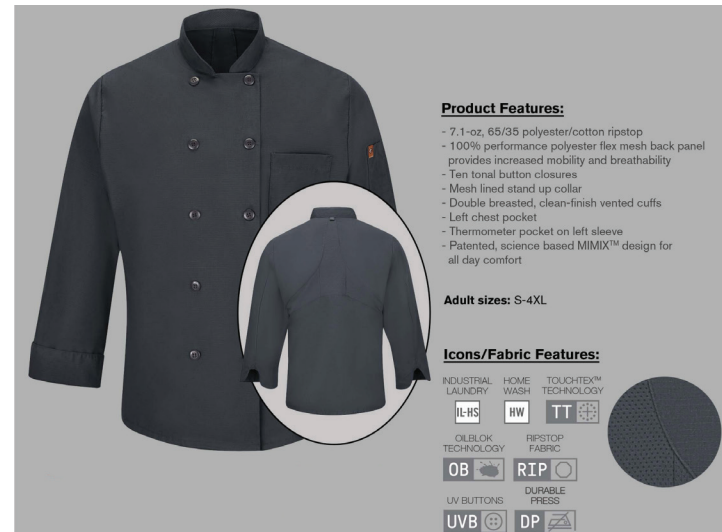 Product Features:
- 7.1-oz, 65/35 polyester/cotton ripstop
- 100% performance polyester flex mesh back panel
provides increased mobility and breathability
- Ten tonal button closures
- Mesh lined stand up collar
- Double breasted, clean-finish vented cuffs
- Left chest pocket
- Thermometer pocket on left sleeve
- Patented, science based MIMIX™ design for
all day comfort
Adult sizes: S-4XL
Icons/Fabric Features:
INDUSTRIAL LAUNDRY
IL-HS
HOME WASH
HW
TOUCHTEX™ TECHNOLOGY
TT
OILBLOK TECHNOLOGY
OB
RIPSTOP FABRIC
RIP
UV BUTTONS
UVB
DURABLE PRESS
DP